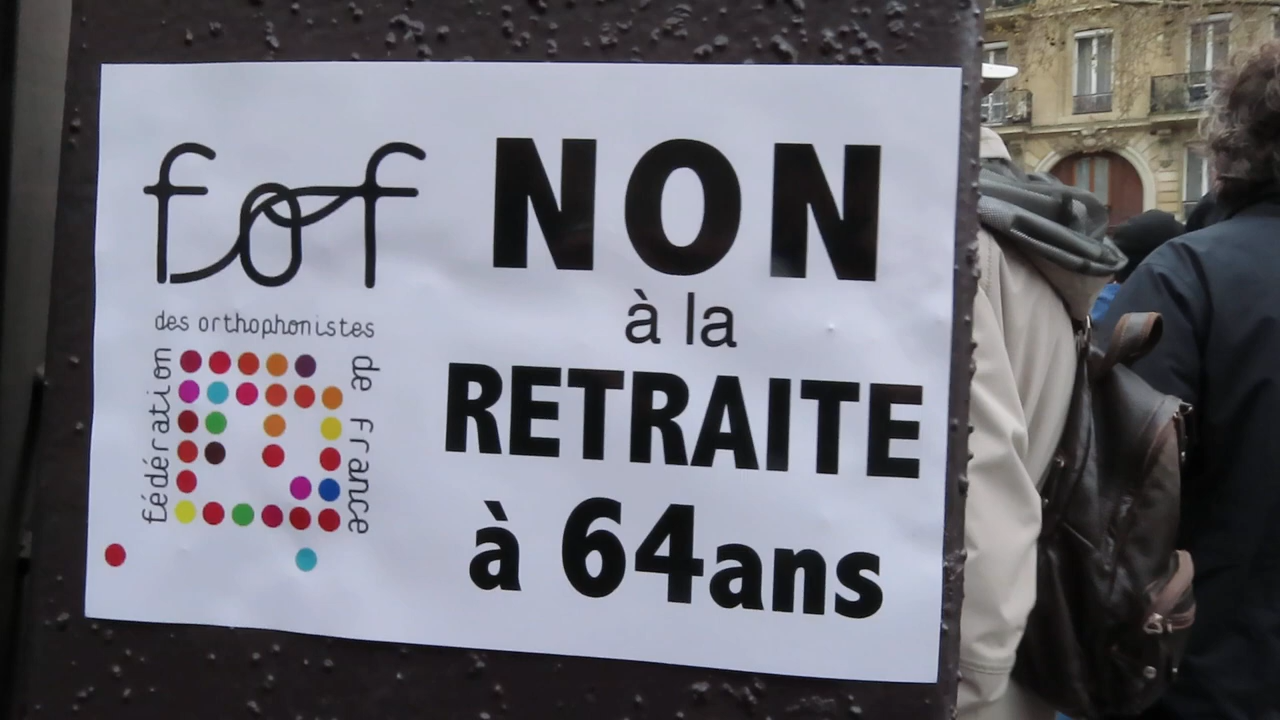 fof
des orthophonistes
fédération
de france
NON
à la
RETRAITE
à 64ans